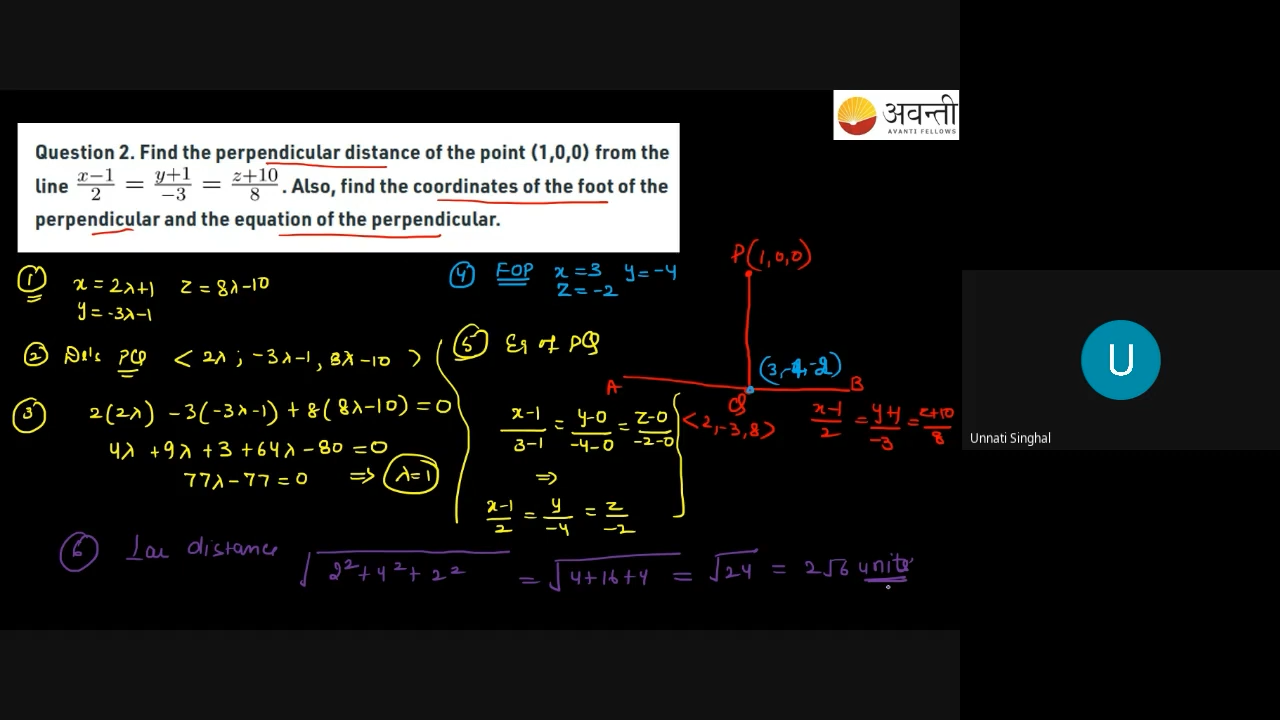 अवन्ती
AVANTI FELLOWS
Question 2. Find the perpendicular distance of the point (1,0,0) from the
line x−1/2 = y+1/−3 = z+10/8 . Also, find the coordinates of the foot of the
perpendicular and the equation of the perpendicular.
① x = 2λ+1 z = 8λ-10
y = -3λ-1
② Dr's PQ < 2λ, -3λ-1, 8λ-10 >
③ 2(2λ) -3(-3λ-1) + 8(8λ-10) = 0
4λ + 9λ + 3 + 64λ - 80 = 0
77λ - 77 = 0 => λ=1
④ FOP x = 3 y = -4
z = -2
⑤ Eq of PQ
x-1/3-1 = y-0/-4-0 = z-0/-2-0
=>
x-1/2 = y/-4 = z/-2
P(1,0,0)
(3,-4,-2)
A
B
Q
<2,-3,8>
x-1/2 = y+1/-3 = z+10/8
⑥ Lar distance √2²+4²+2² = √4+16+4 = √24 = 2√6 units
U
Unnati Singhal